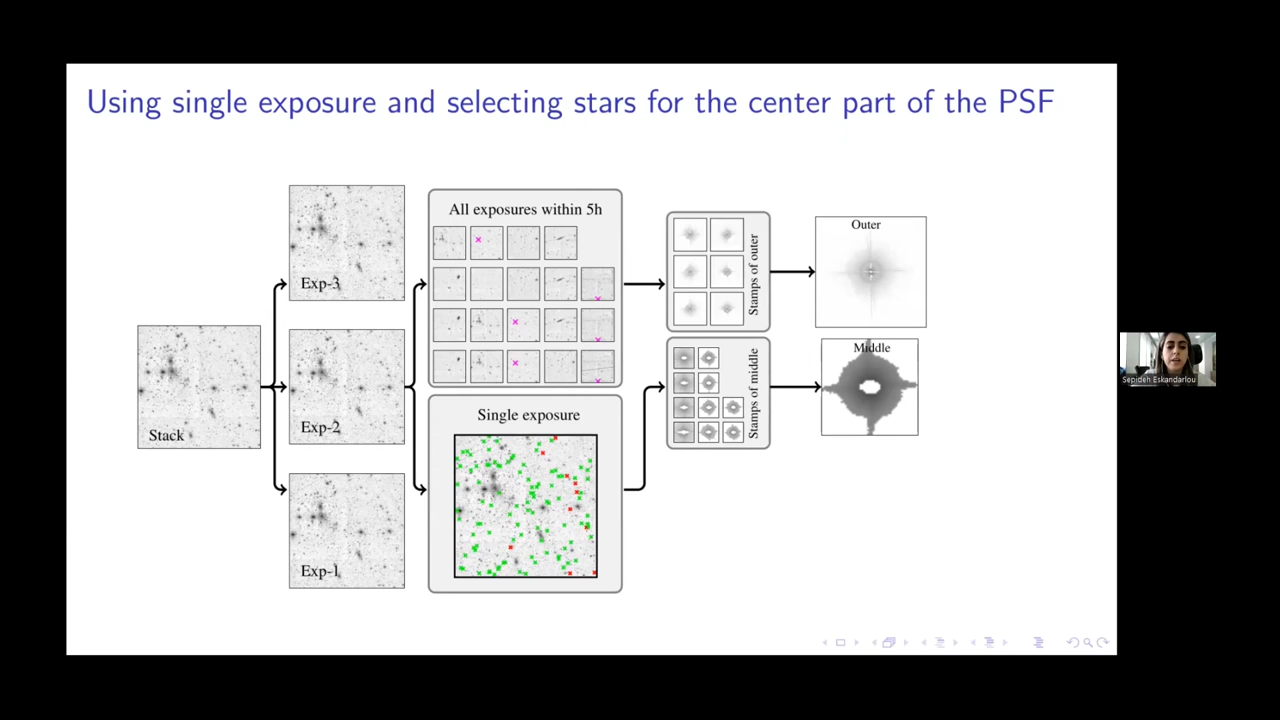 Using single exposure and selecting stars for the center part of the PSF
Stack
Exp-3
Exp-2
Exp-1
All exposures within 5h
Single exposure
Stamps of outer
Stamps of middle
Outer
Middle
Sepideh Eskandarlou